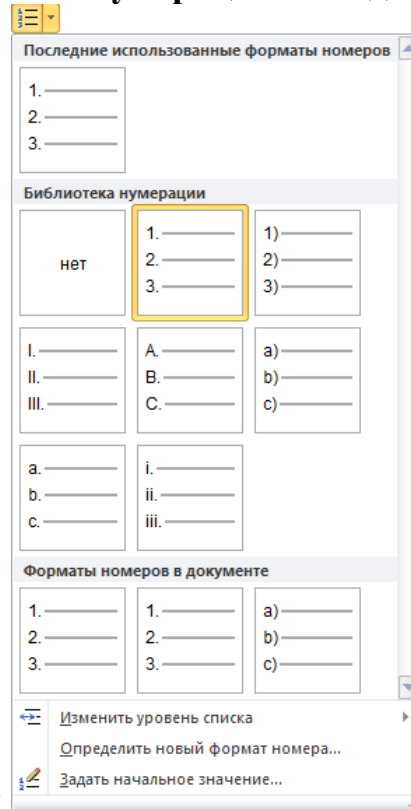 Последние использованные форматы номеров
1.
2.
3.
Библиотека нумерации
нет
1.
2.
3.
1)
2)
3)
I.
II.
III.
A.
B.
C.
a)
b)
c)
a.
b.
c.
i.
ii.
iii.
Форматы номеров в документе
1.
2.
3.
1.
2.
3.
a)
b)
c)
Изменить уровень списка
Определить новый формат номера...
Задать начальное значение...